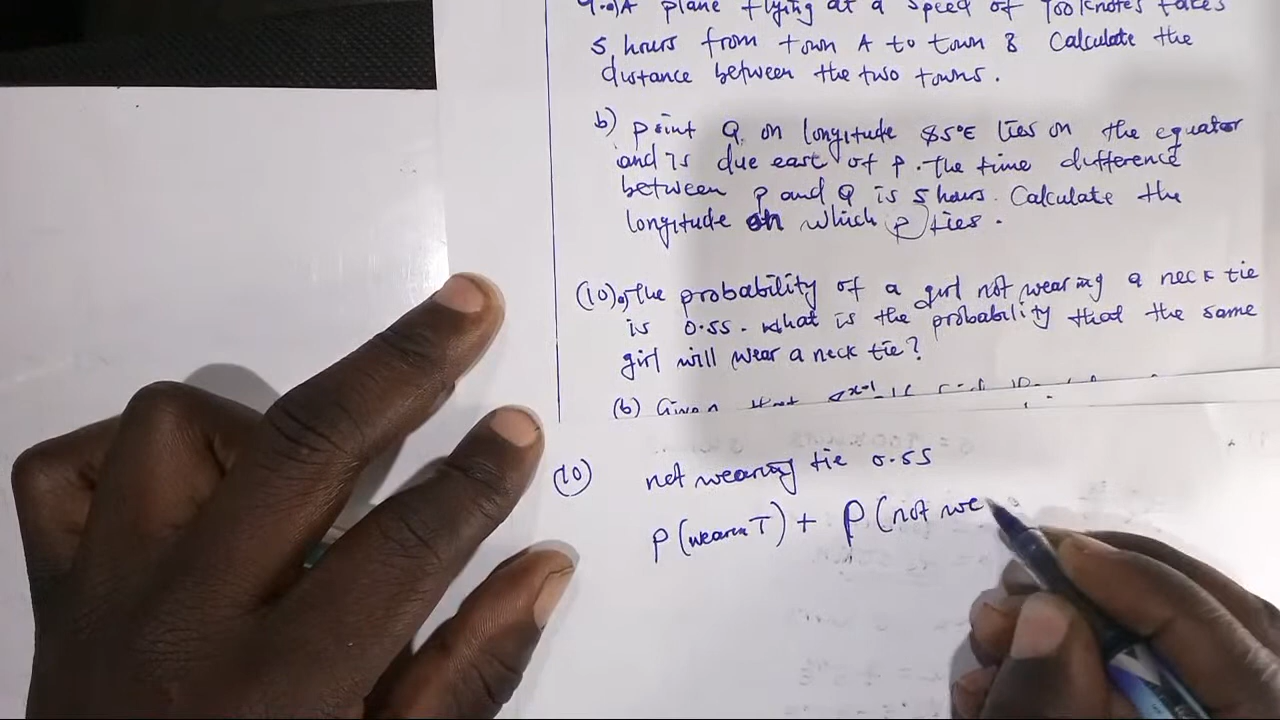 9.a) A plane flying at a speed of 700 knotes takes
5 hours from town A to town B Calculate the
distance between the two towns.
b) point Q on longitude 85°E lies on the equator
and is due east of P. The time difference
between P and Q is 5 hours. Calculate the
longitude on which P lies.
(10) a) The probability of a girl not wearing a neck tie
is 0.55. What is the probability that the same
girl will wear a neck tie?
(b) Given that
(10) not wearing tie 0.55
P(wearin T) + P(not we